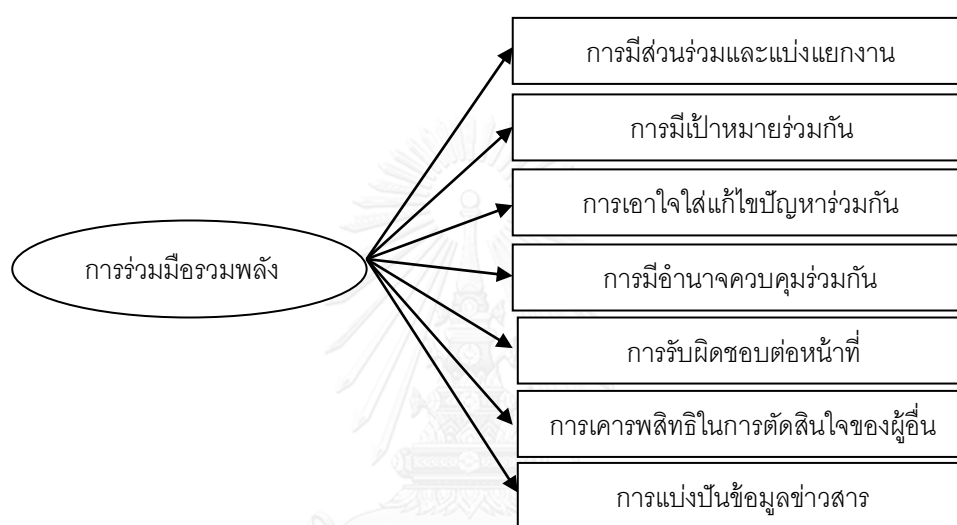 การมีส่วนร่วมและแบ่งแยกงาน
การมีเป้าหมายร่วมกัน
การเอาใจใส่แก้ไขปัญหาร่วมกัน
การร่วมมือรวมพลัง
การมีอำนาจควบคุมร่วมกัน
การรับผิดชอบต่อหน้าที่
การเคารพสิทธิในการตัดสินใจของผู้อื่น
การแบ่งปันข้อมูลข่าวสาร